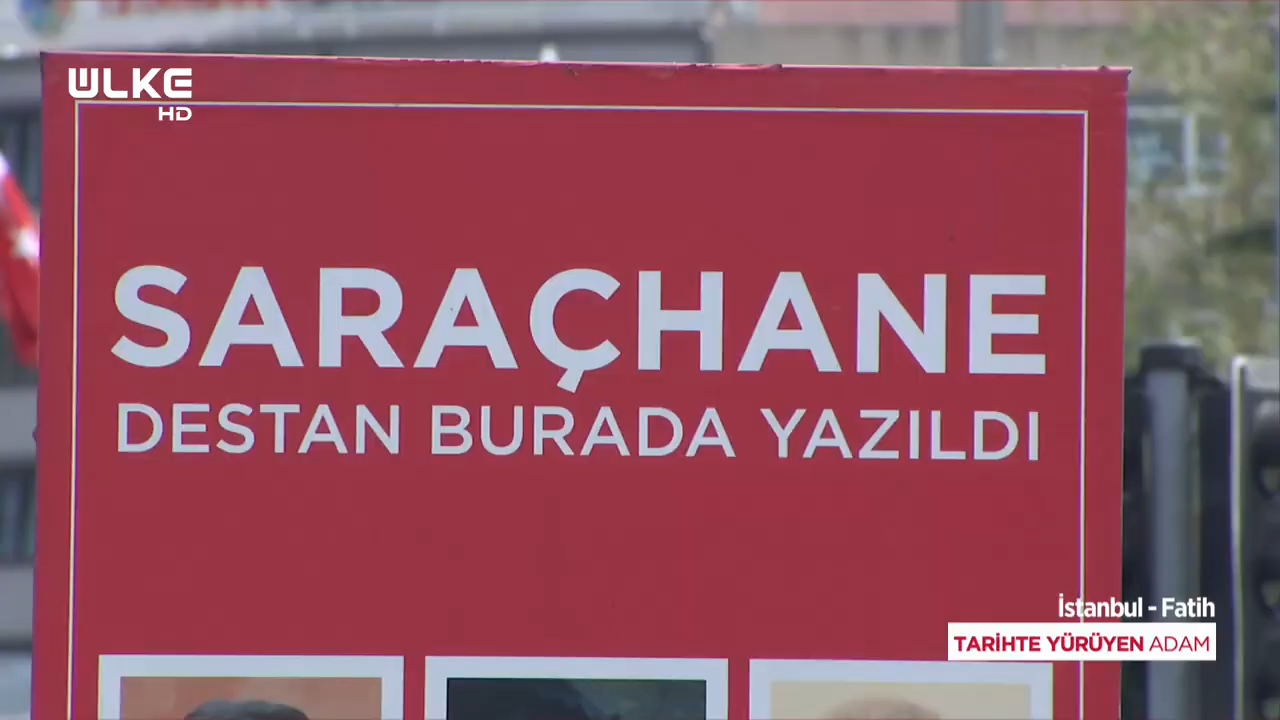 ÜLKE
HD
SARAÇHANE
DESTAN BURADA YAZILDI
İstanbul - Fatih
TARİHTE YÜRÜYEN ADAM